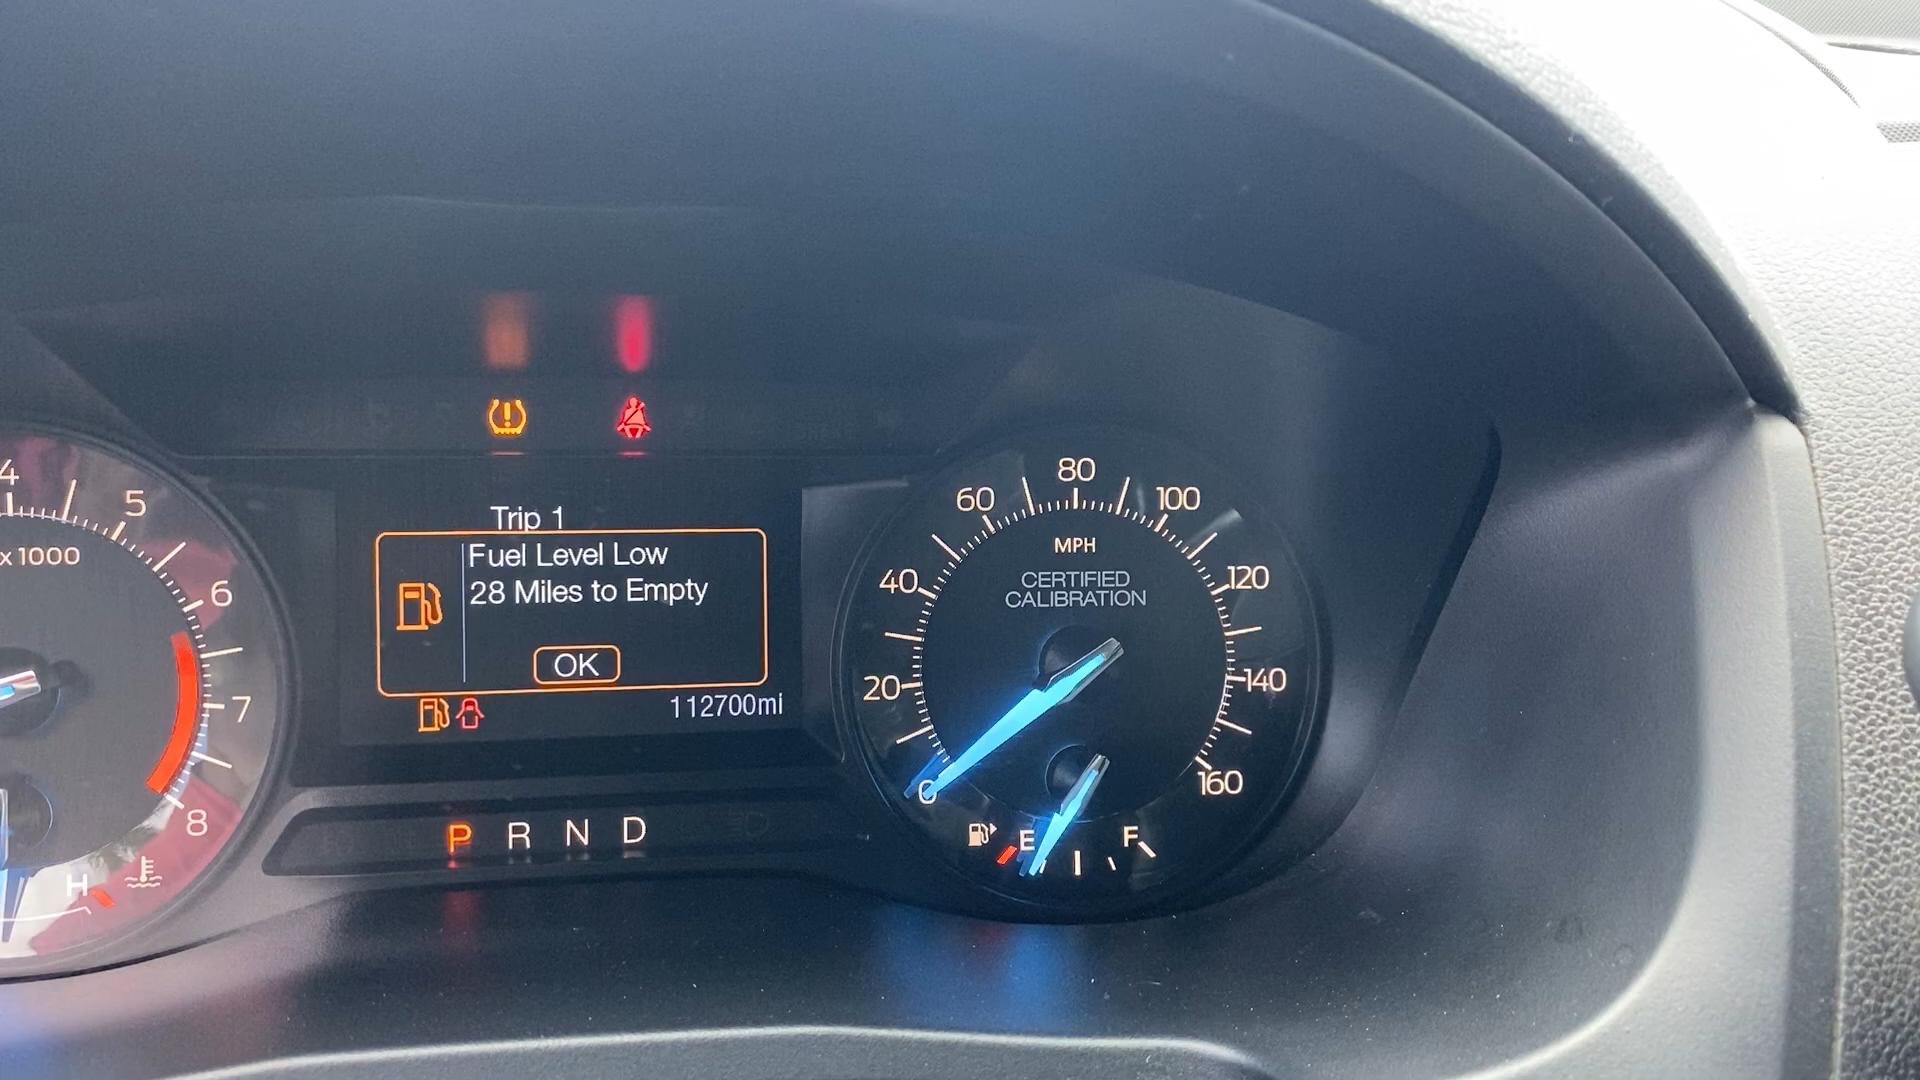 4
5
6
7
8
x 1000
H
Trip 1
Fuel Level Low
28 Miles to Empty
OK
112700mi
P R N D
0
20
40
60
80
100
120
140
160
MPH
CERTIFIED
CALIBRATION
E
F